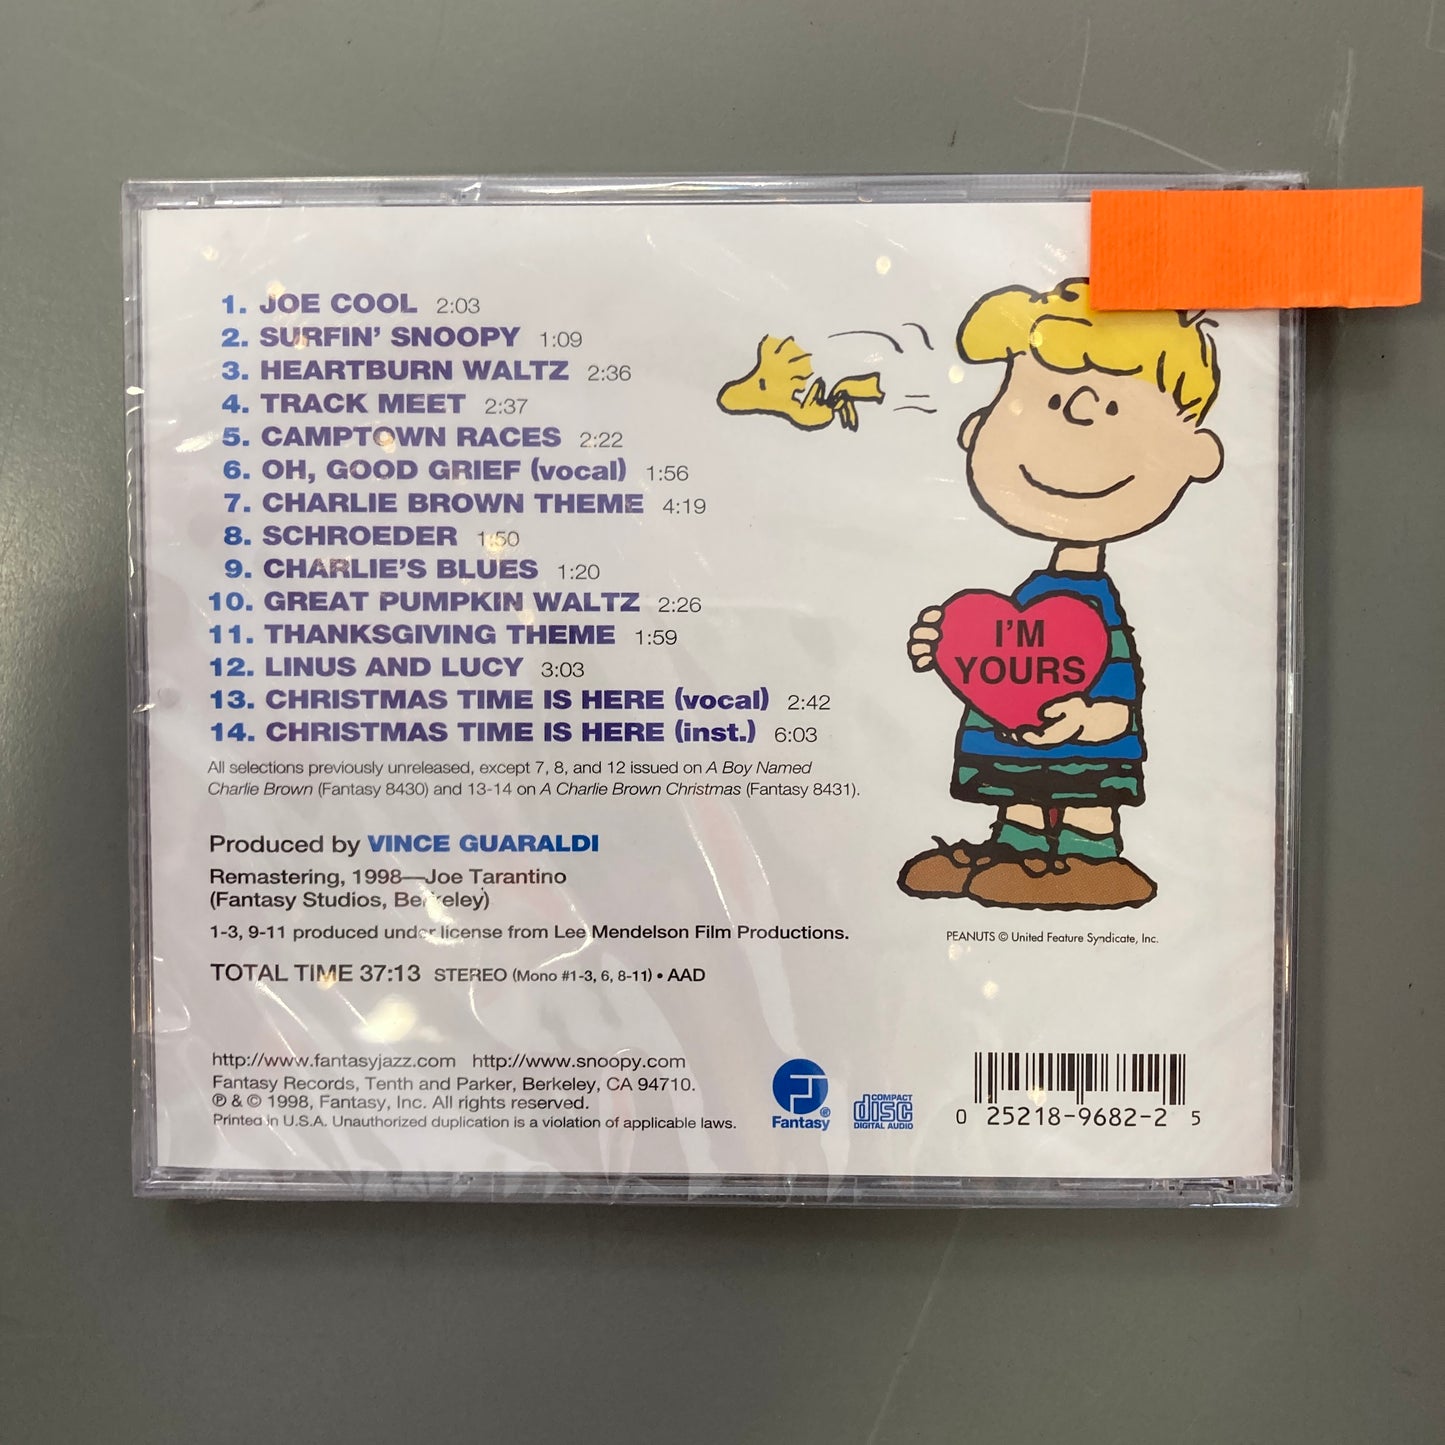 1. JOE COOL 2:03
2. SURFIN' SNOOPY 1:09
3. HEARTBURN WALTZ 2:36
4. TRACK MEET 2:37
5. CAMPTOWN RACES 2:22
6. OH, GOOD GRIEF (vocal) 1:56
7. CHARLIE BROWN THEME 4:19
8. SCHROEDER 1:50
9. CHARLIE'S BLUES 1:20
10. GREAT PUMPKIN WALTZ 2:26
11. THANKSGIVING THEME 1:59
12. LINUS AND LUCY 3:03
13. CHRISTMAS TIME IS HERE (vocal) 2:42
14. CHRISTMAS TIME IS HERE (inst.) 6:03
All selections previously unreleased, except 7, 8, and 12 issued on A Boy Named
Charlie Brown (Fantasy 8430) and 13-14 on A Charlie Brown Christmas (Fantasy 8431).
Produced by VINCE GUARALDI
Remastering, 1998—Joe Tarantino
(Fantasy Studios, Berkeley)
1-3, 9-11 produced under license from Lee Mendelson Film Productions.
TOTAL TIME 37:13 STEREO (Mono #1-3, 6, 8-11) • AAD
http://www.fantasyjazz.com http://www.snoopy.com
Fantasy Records, Tenth and Parker, Berkeley, CA 94710.
℗ & © 1998, Fantasy, Inc. All rights reserved.
Printed in U.S.A. Unauthorized duplication is a violation of applicable laws.
I'M
YOURS
PEANUTS © United Feature Syndicate, Inc.
®
Fantasy
COMPACT
disc
DIGITAL AUDIO
0 25218-9682-2 5